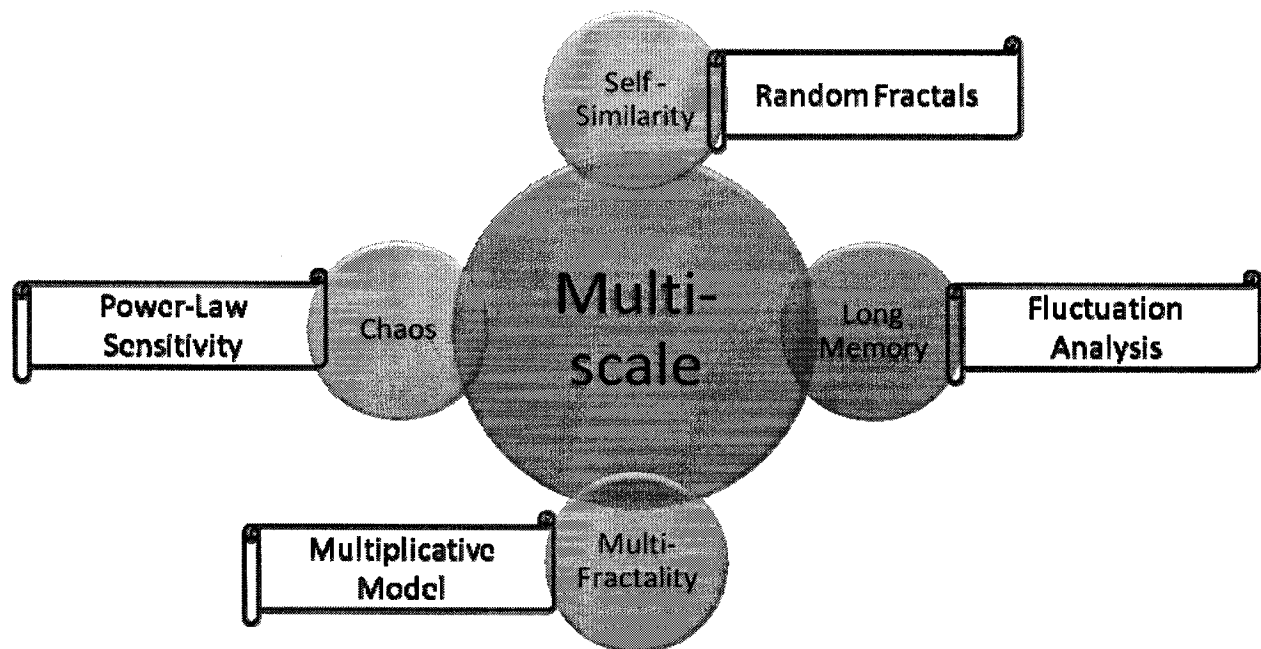 Self-
Similarity
Random Fractals
Multi-
scale
Power-Law
Sensitivity
Chaos
Long
Memory
Fluctuation
Analysis
Multiplicative
Model
Multi-
Fractality